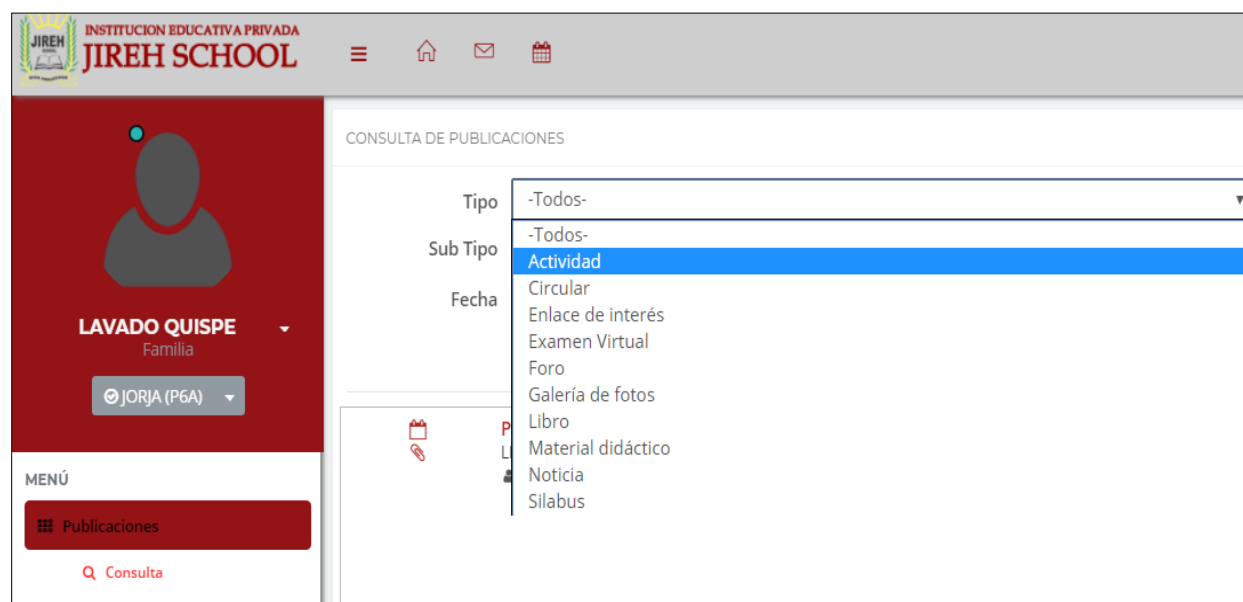 INSTITUCION EDUCATIVA PRIVADA
JIREH JIREH SCHOOL
LAVADO QUISPE
Familia
JORJA (P6A)
MENÚ
Publicaciones
Consulta
CONSULTA DE PUBLICACIONES
Tipo -Todos-
Sub Tipo
Fecha
-Todos-
Actividad
Circular
Enlace de interés
Examen Virtual
Foro
Galería de fotos
Libro
Material didáctico
Noticia
Silabus